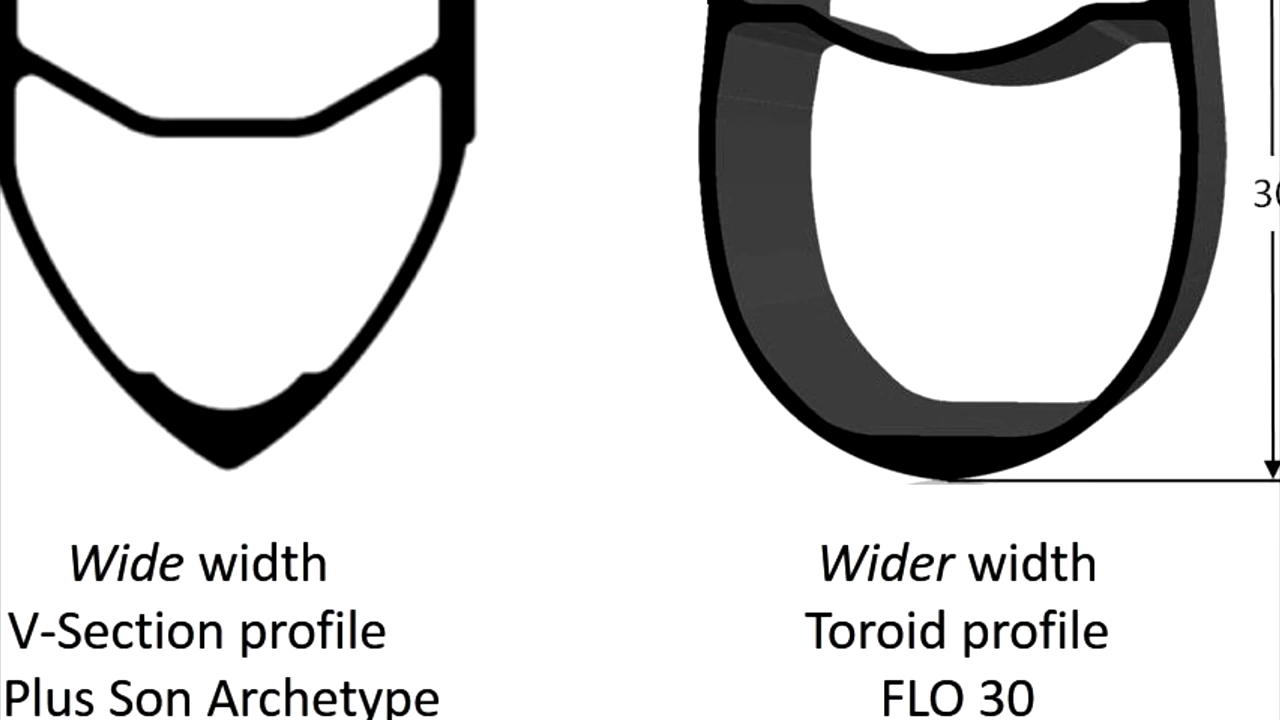 Wide width
V-Section profile
Plus Son Archetype
Wider width
Toroid profile
FLO 30